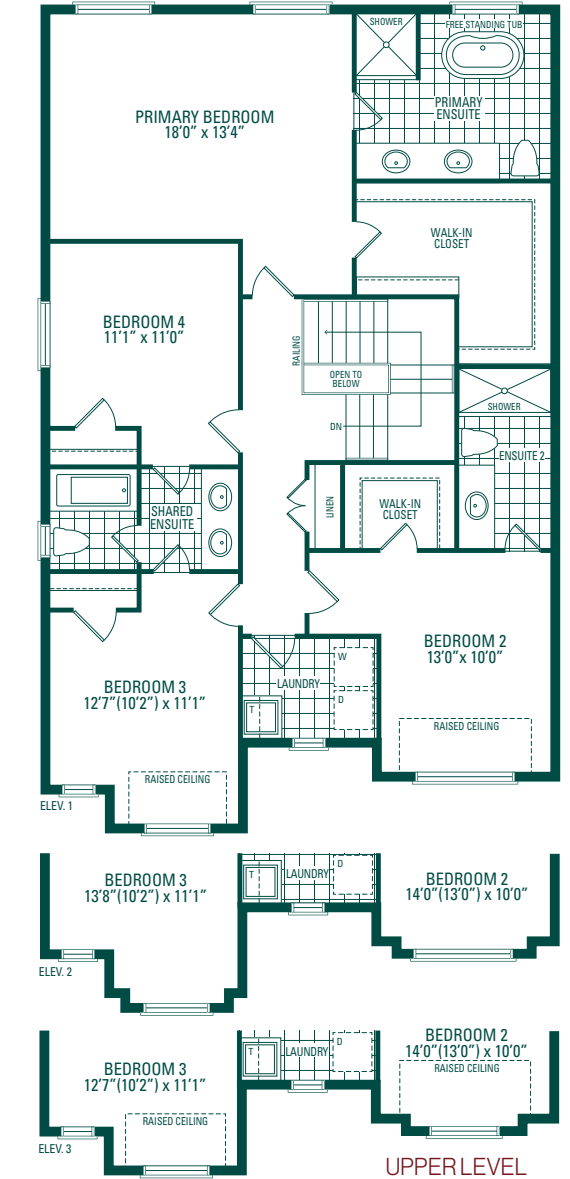 SHOWER
FREE STANDING TUB
PRIMARY BEDROOM
18'0" x 13'4"
PRIMARY
ENSUITE
WALK-IN
CLOSET
BEDROOM 4
11'1" x 11'0"
RAILING
OPEN TO
BELOW
DN
SHOWER
ENSUITE 2
SHARED
ENSUITE
LINEN
WALK-IN
CLOSET
BEDROOM 2
13'0"x 10'0"
W
LAUNDRY
D
T
BEDROOM 3
12'7"(10'2") x 11'1"
RAISED CEILING
RAISED CEILING
ELEV. 1
BEDROOM 3
13'8"(10'2") x 11'1"
T
LAUNDRY
D
BEDROOM 2
14'0"(13'0") x 10'0"
ELEV. 2
BEDROOM 3
12'7"(10'2") x 11'1"
RAISED CEILING
T
LAUNDRY
D
BEDROOM 2
14'0"(13'0") x 10'0"
RAISED CEILING
ELEV. 3
UPPER LEVEL